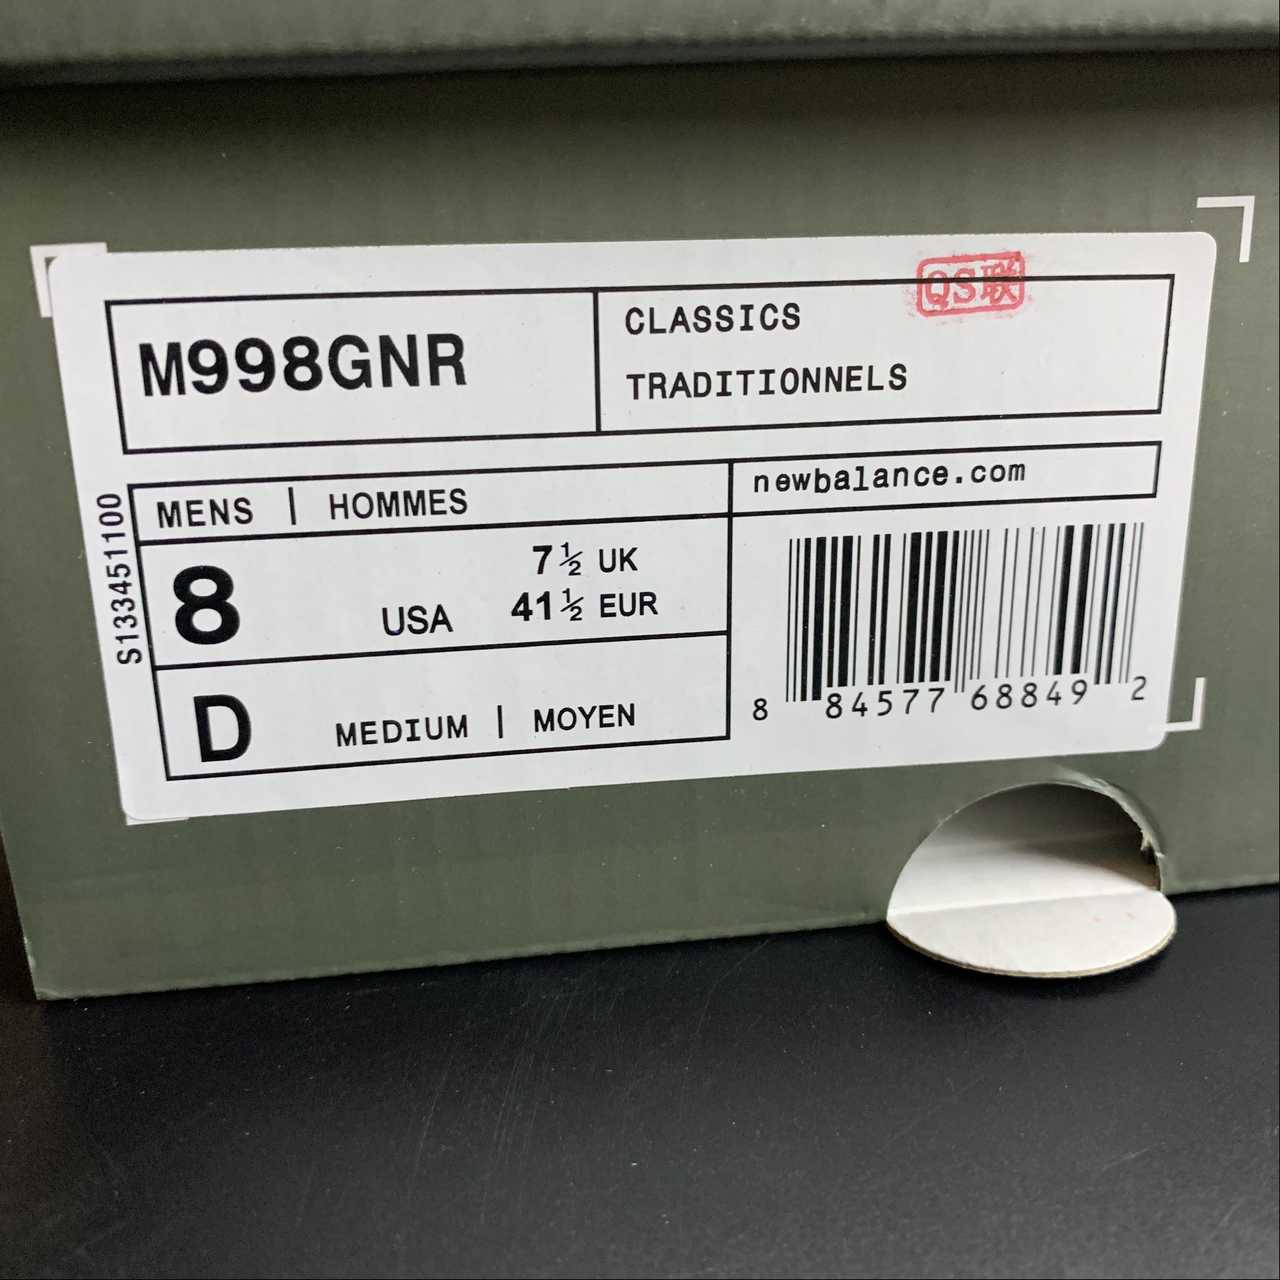 QS联
M998GNR
CLASSICS
TRADITIONNELS
S133451100
MENS | HOMMES
newbalance.com
8 USA
7½ UK
41½ EUR
D MEDIUM | MOYEN
8 84577 68849 2